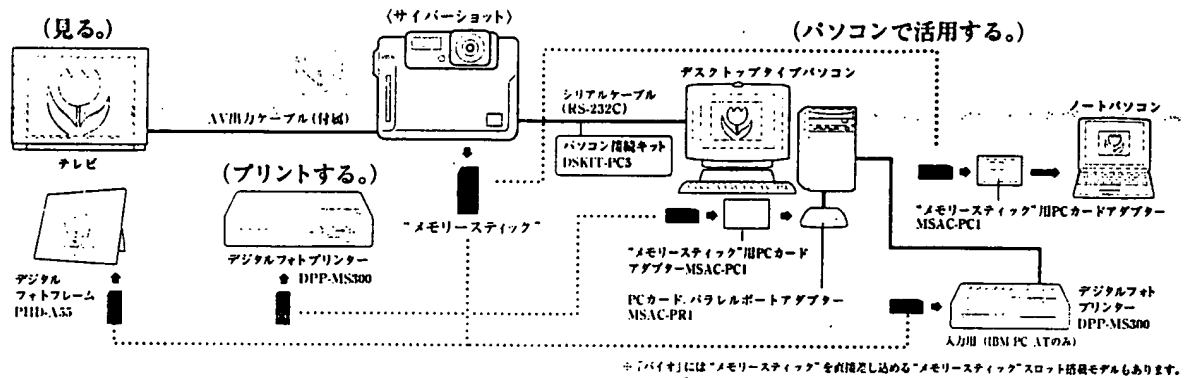 (見る。)
〈サイバーショット〉
(パソコンで活用する。)
デスクトップタイプパソコン
シリアルケーブル
(RS-232C)
ノートパソコン
AV出力ケーブル(付属)
テレビ
パソコン接続キット
DSKIT-PC3
(プリントする。)
"メモリースティック"
"メモリースティック"用PCカードアダプター
MSAC-PC1
デジタルフォトプリンター
DPP-MS300
"メモリースティック"用PCカード
アダプターMSAC-PC1
デジタル
フォトフレーム
PHD-A55
PCカード、パラレルポートアダプター
MSAC-PR1
デジタルフォト
プリンター
DPP-MS300
入力用 (IBM PC/ATのみ)
※「バイオ」には"メモリースティック"を直接差し込める"メモリースティック"スロット搭載モデルもあります。